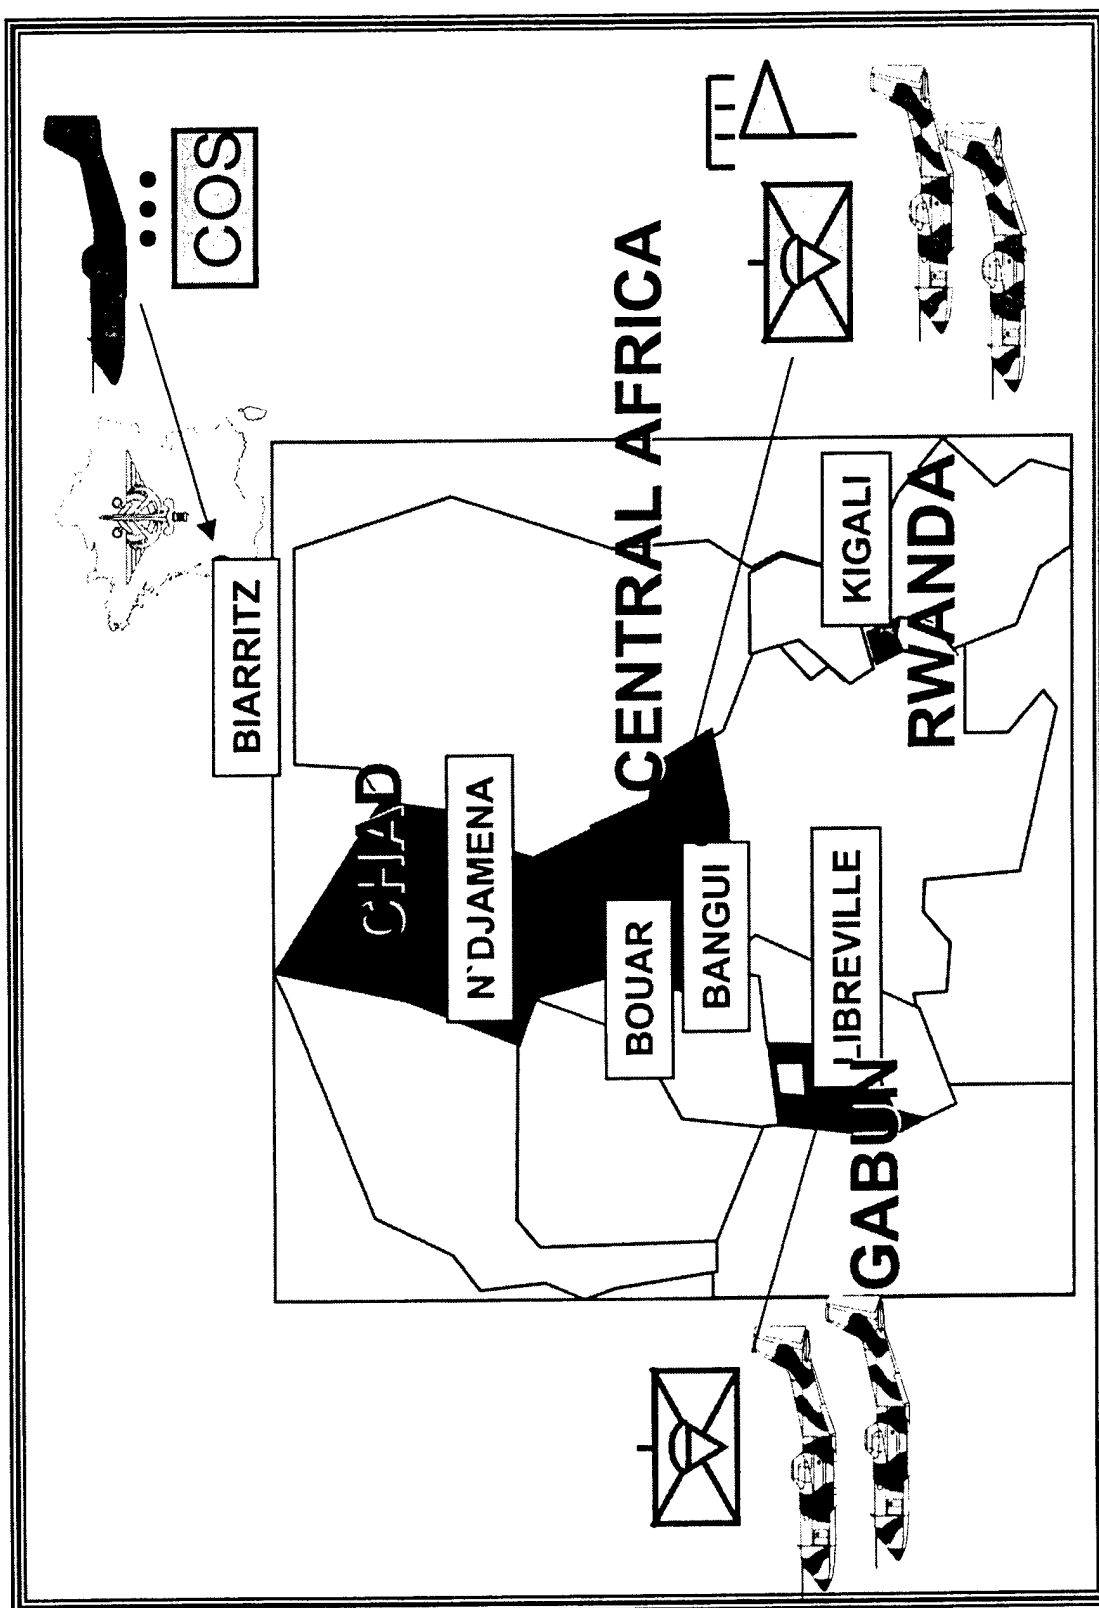 COS
BIARRITZ
CHAD
N`DJAMENA
CENTRAL AFRICA
BOUAR
BANGUI
LIBREVILLE
GABUN
KIGALI
RWANDA